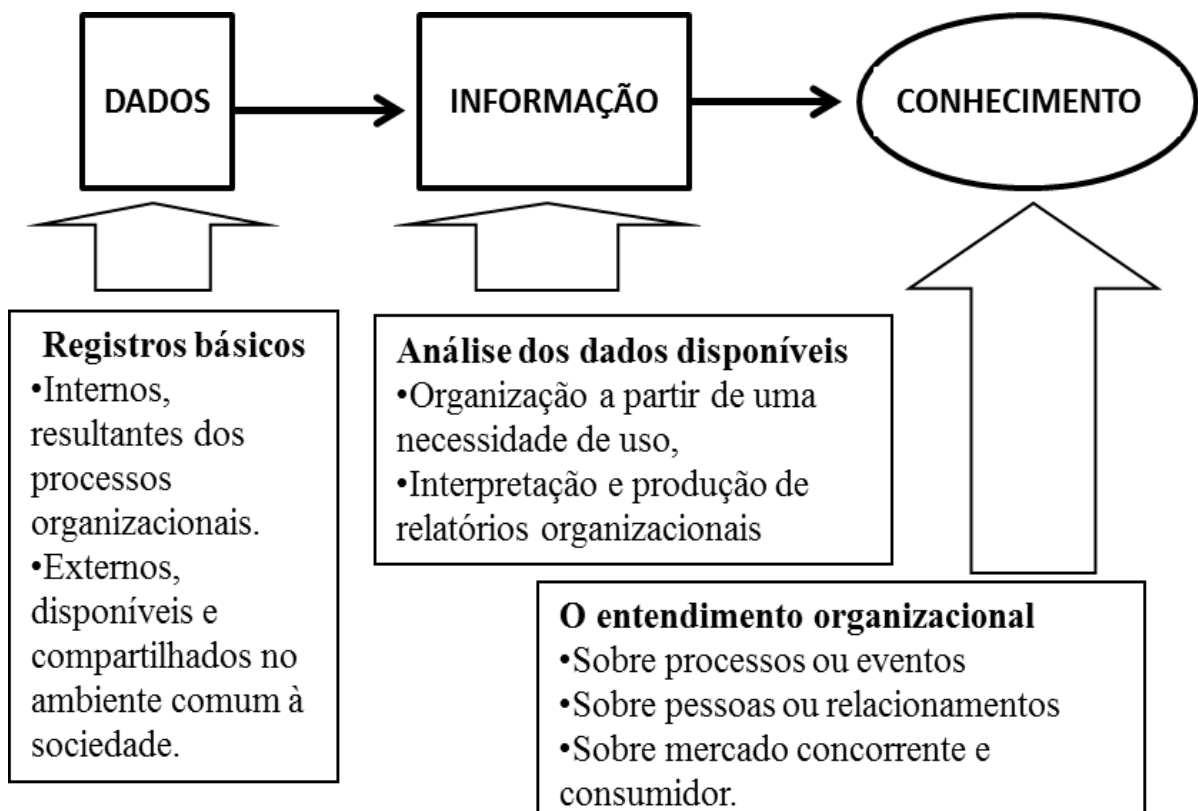 DADOS
INFORMAÇÃO
CONHECIMENTO
Registros básicos
•Internos,
resultantes dos
processos
organizacionais.
•Externos,
disponíveis e
compartilhados no
ambiente comum à
sociedade.
Análise dos dados disponíveis
•Organização a partir de uma
necessidade de uso,
•Interpretação e produção de
relatórios organizacionais
O entendimento organizacional
•Sobre processos ou eventos
•Sobre pessoas ou relacionamentos
•Sobre mercado concorrente e
consumidor.